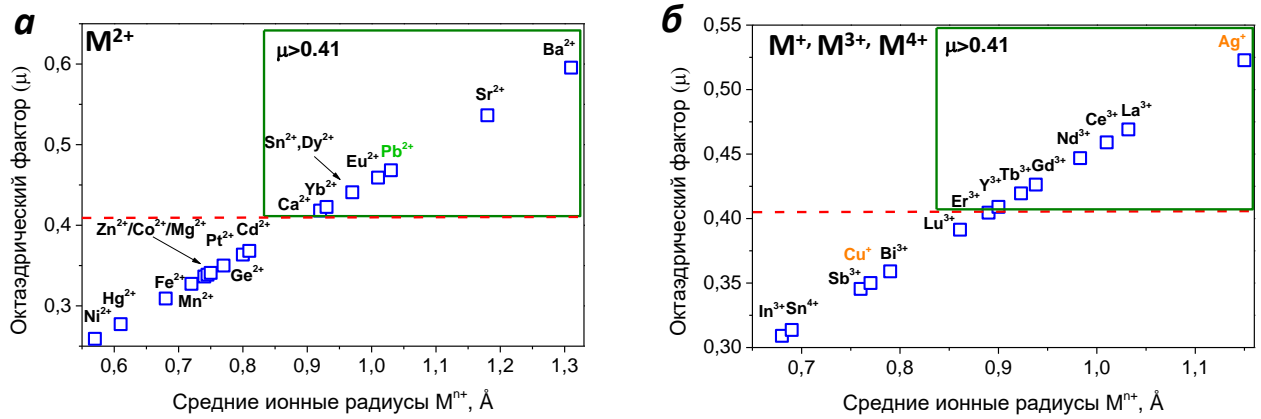 а
M²⁺
μ>0.41
Ba²⁺
Sr²⁺
Sn²⁺,Dy²⁺
Eu²⁺
Pb²⁺
Yb²⁺
Ca²⁺
Zn²⁺/Co²⁺/Mg²⁺
Pt²⁺
Cd²⁺
Ge²⁺
Fe²⁺
Mn²⁺
Hg²⁺
Ni²⁺
0,6
0,5
0,4
0,3
0,6 0,7 0,8 0,9 1,0 1,1 1,2 1,3
Октаэдрический фактор (μ)
Средние ионные радиусы Mⁿ⁺, Å
б
M⁺, M³⁺, M⁴⁺
μ>0.41
Ag⁺
La³⁺
Ce³⁺
Nd³⁺
Gd³⁺
Tb³⁺
Y³⁺
Er³⁺
Lu³⁺
Bi³⁺
Cu⁺
Sb³⁺
In³⁺
Sn⁴⁺
0,55
0,50
0,45
0,40
0,35
0,30
0,7 0,8 0,9 1,0 1,1
Октаэдрический фактор (μ)
Средние ионные радиусы Mⁿ⁺, Å